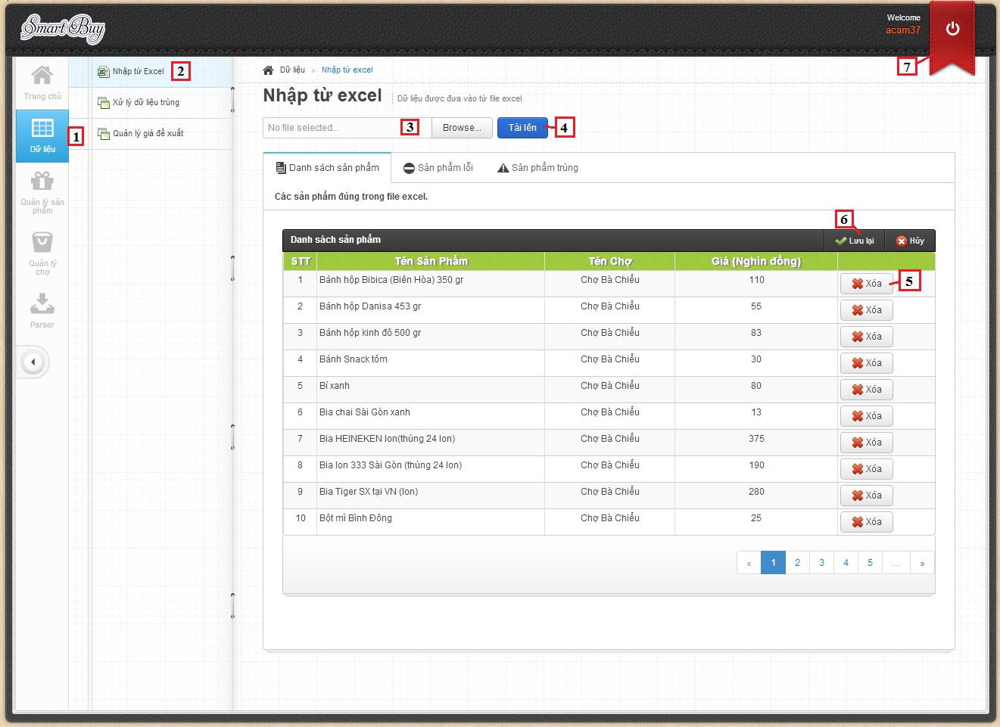 Smart Buy
Welcome
acam37
7
Trang chủ
Dữ liệu
1
Quản lý sản phẩm
Quản lý chợ
Parser
Nhập từ Excel 2
Xử lý dữ liệu trùng
Quản lý giá đề xuất
Dữ liệu » Nhập từ excel
Nhập từ excel Dữ liệu được đưa vào từ file excel
No file selected... 3 Browse... Tải lên 4
Danh sách sản phẩm Sản phẩm lỗi Sản phẩm trùng
Các sản phẩm đúng trong file excel.
6
Danh sách sản phẩm Lưu lại Hủy
STT Tên Sản Phẩm Tên Chợ Giá (Nghìn đồng)
1 Bánh hộp Bibica (Biên Hòa) 350 gr Chợ Bà Chiểu 110 Xóa 5
2 Bánh hộp Danisa 453 gr Chợ Bà Chiểu 55 Xóa
3 Bánh hộp kinh đô 500 gr Chợ Bà Chiểu 83 Xóa
4 Bánh Snack tôm Chợ Bà Chiểu 30 Xóa
5 Bí xanh Chợ Bà Chiểu 80 Xóa
6 Bia chai Sài Gòn xanh Chợ Bà Chiểu 13 Xóa
7 Bia HEINEKEN lon(thùng 24 lon) Chợ Bà Chiểu 375 Xóa
8 Bia lon 333 Sài Gòn (thùng 24 lon) Chợ Bà Chiểu 190 Xóa
9 Bia Tiger SX tại VN (lon) Chợ Bà Chiểu 280 Xóa
10 Bột mì Bình Đông Chợ Bà Chiểu 25 Xóa
« 1 2 3 4 5 ... »